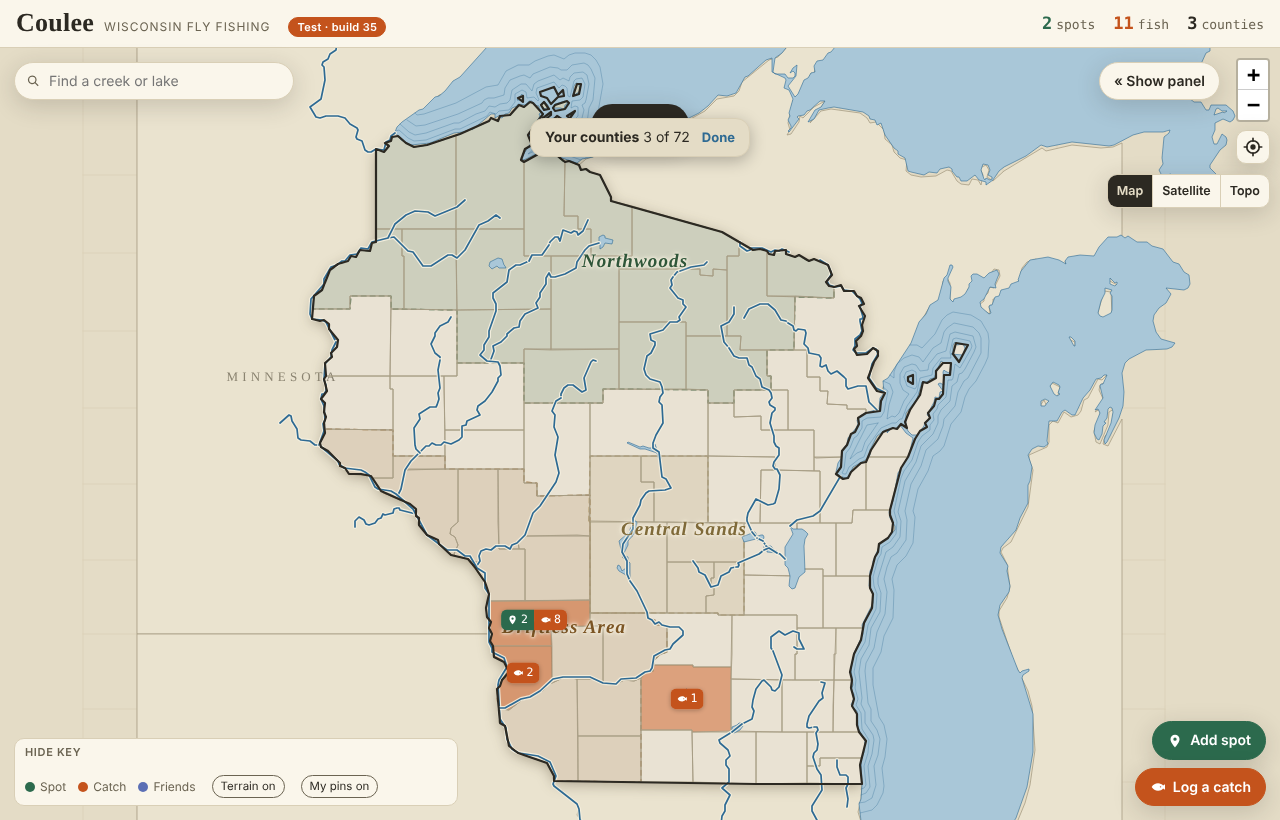 Coulee WISCONSIN FLY FISHING Test · build 35 2 spots 11 fish 3 counties
Find a creek or lake
« Show panel
+
−
Your counties 3 of 72 Done
Map Satellite Topo
Northwoods
MINNESOTA
Central Sands
2 8
Driftless Area
2
1
HIDE KEY
Spot Catch Friends Terrain on My pins on
Add spot
Log a catch